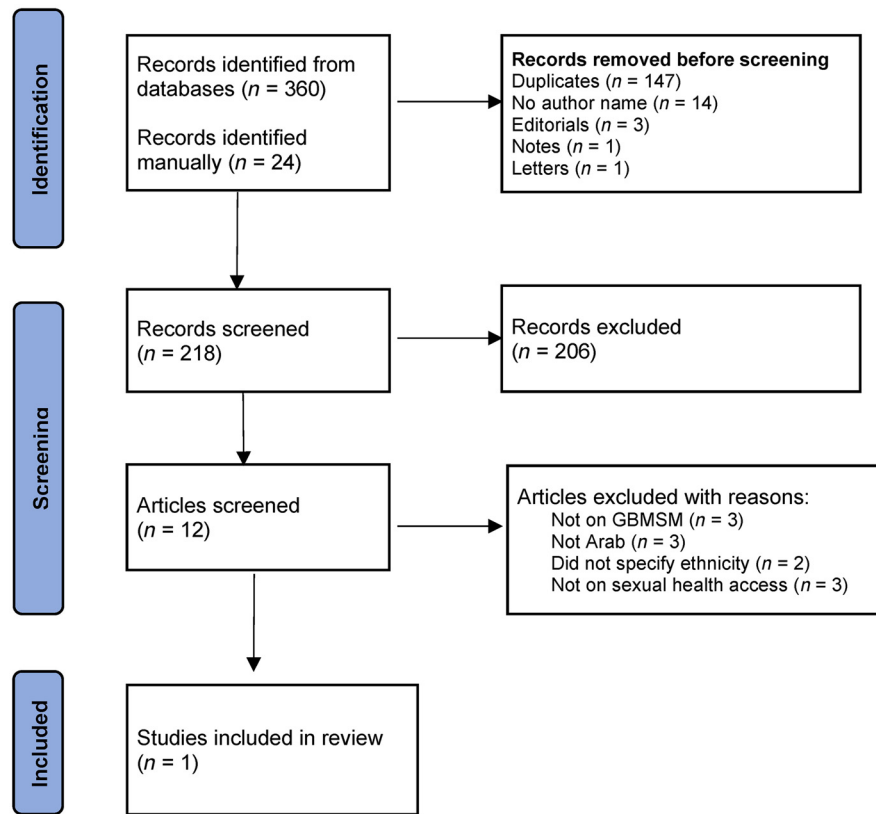 Identification
Records identified from
databases (n = 360)
Records identified
manually (n = 24)
Records removed before screening
Duplicates (n = 147)
No author name (n = 14)
Editorials (n = 3)
Notes (n = 1)
Letters (n = 1)
Screening
Records screened
(n = 218)
Records excluded
(n = 206)
Articles screened
(n = 12)
Articles excluded with reasons:
Not on GBMSM (n = 3)
Not Arab (n = 3)
Did not specify ethnicity (n = 2)
Not on sexual health access (n = 3)
Included
Studies included in review
(n = 1)